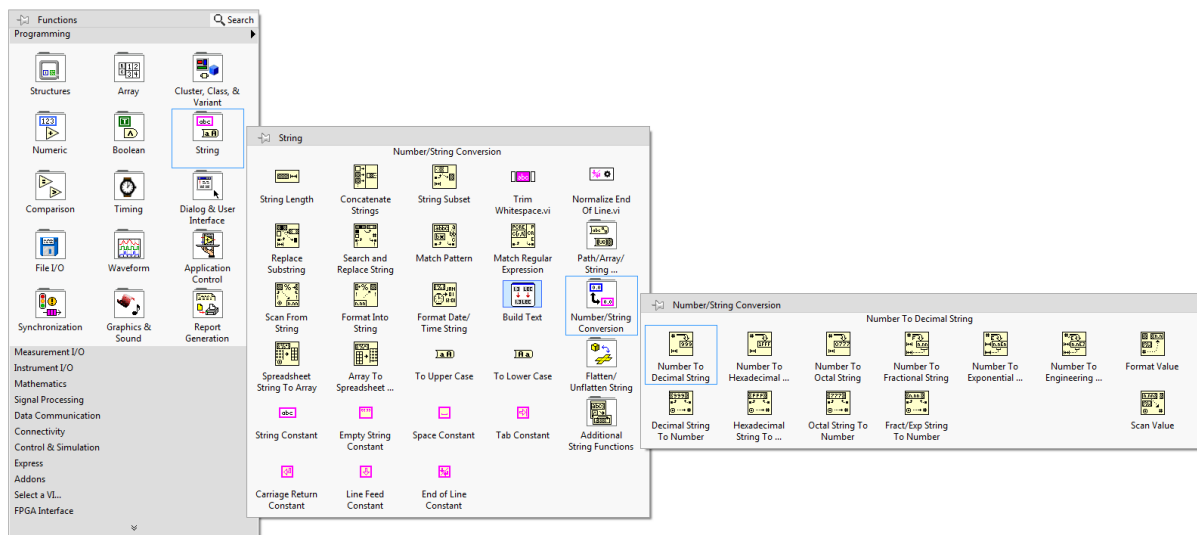 Functions
Search
Programming
Structures
Array
Cluster, Class, &
Variant
Numeric
Boolean
String
Comparison
Timing
Dialog & User
Interface
File I/O
Waveform
Application
Control
Synchronization
Graphics &
Sound
Report
Generation
Measurement I/O
Instrument I/O
Mathematics
Signal Processing
Data Communication
Connectivity
Control & Simulation
Express
Addons
Select a VI...
FPGA Interface
String
Number/String Conversion
String Length
Concatenate
Strings
String Subset
Trim
Whitespace.vi
Normalize End
Of Line.vi
Replace
Substring
Search and
Replace String
Match Pattern
Match Regular
Expression
Path/Array/
String ...
Scan From
String
Format Into
String
Format Date/
Time String
Build Text
Number/String
Conversion
Spreadsheet
String To Array
Array To
Spreadsheet ...
To Upper Case
To Lower Case
Flatten/
Unflatten String
String Constant
Empty String
Constant
Space Constant
Tab Constant
Additional
String Functions
Carriage Return
Constant
Line Feed
Constant
End of Line
Constant
Number/String Conversion
Number To Decimal String
Number To
Decimal String
Number To
Hexadecimal ...
Number To
Octal String
Number To
Fractional String
Number To
Exponential ...
Number To
Engineering ...
Format Value
Decimal String
To Number
Hexadecimal
String To ...
Octal String To
Number
Fract/Exp String
To Number
Scan Value